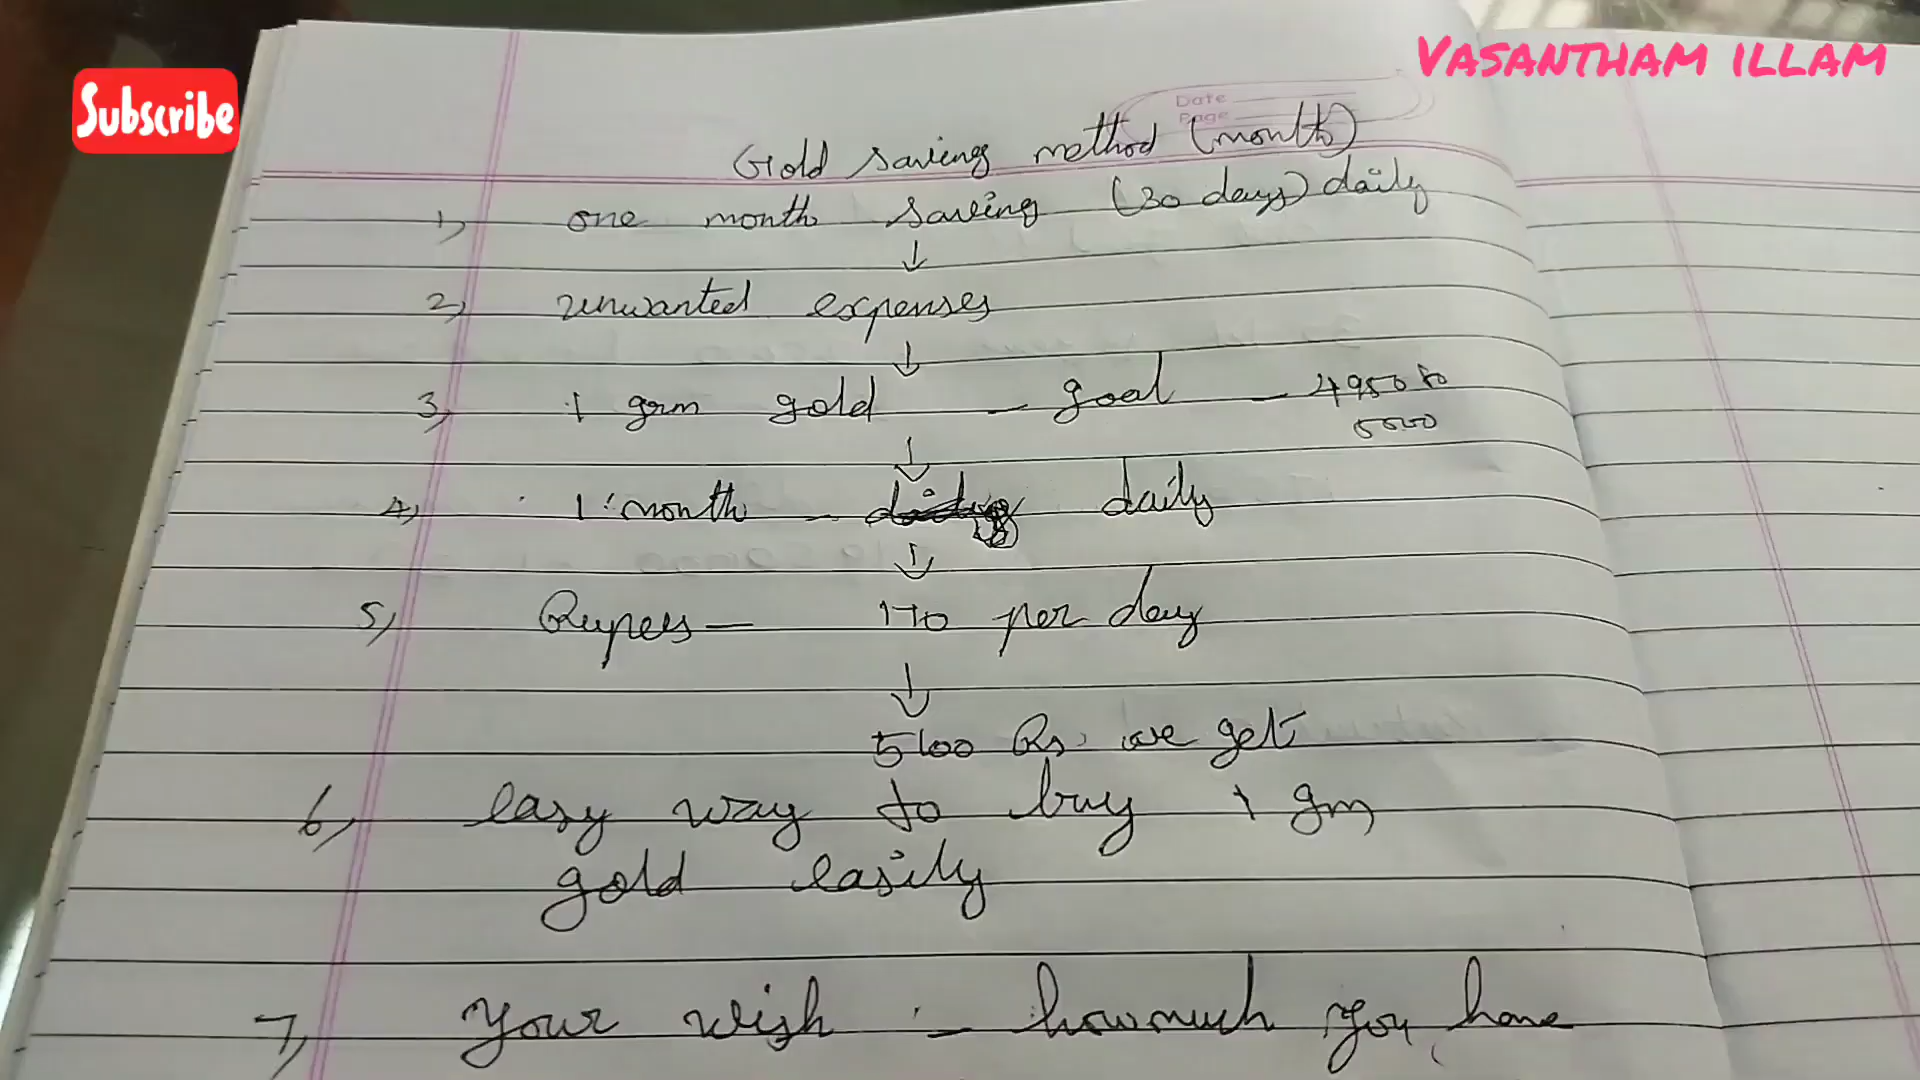 VASANTHAM ILLAM
Subscribe
Date
Page
Gold saving method (month)
1, one month saving (30 days) daily
↓
2, unwanted expenses
↓
3, 1 grm gold - goal - 4950 to
5000
↓
4, 1 month - daily
↓
5, Rupees - 170 per day
↓
5100 Rs. we get
6, easy way to buy 1 gm
gold easily
7, your wish :- how much you have